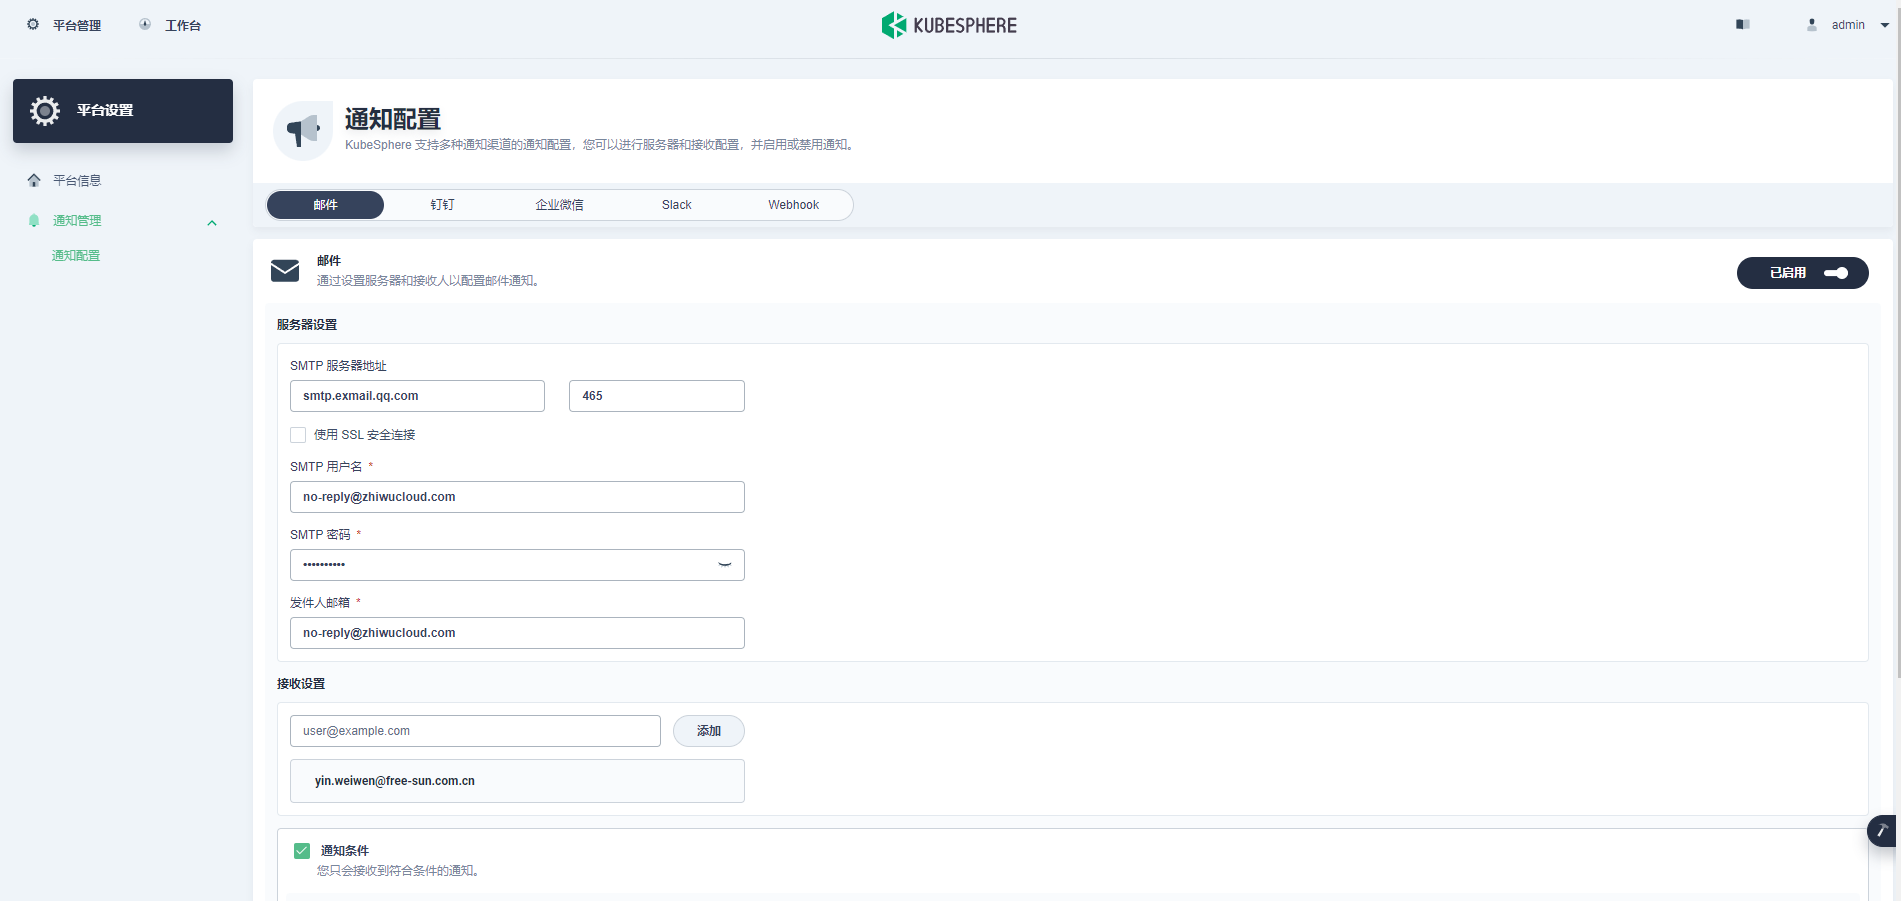 平台管理 工作台 KUBESPHERE admin
平台设置
平台信息
通知管理
通知配置
通知配置
KubeSphere 支持多种通知渠道的通知配置，您可以进行服务器和接收配置，并启用或禁用通知。
邮件 钉钉 企业微信 Slack Webhook
邮件
通过设置服务器和接收人以配置邮件通知。
已启用
服务器设置
SMTP 服务器地址
smtp.exmail.qq.com 465
使用 SSL 安全连接
SMTP 用户名 *
no-reply@zhiwucloud.com
SMTP 密码 *
••••••••••
发件人邮箱 *
no-reply@zhiwucloud.com
接收设置
user@example.com 添加
yin.weiwen@free-sun.com.cn
通知条件
您只会接收到符合条件的通知。